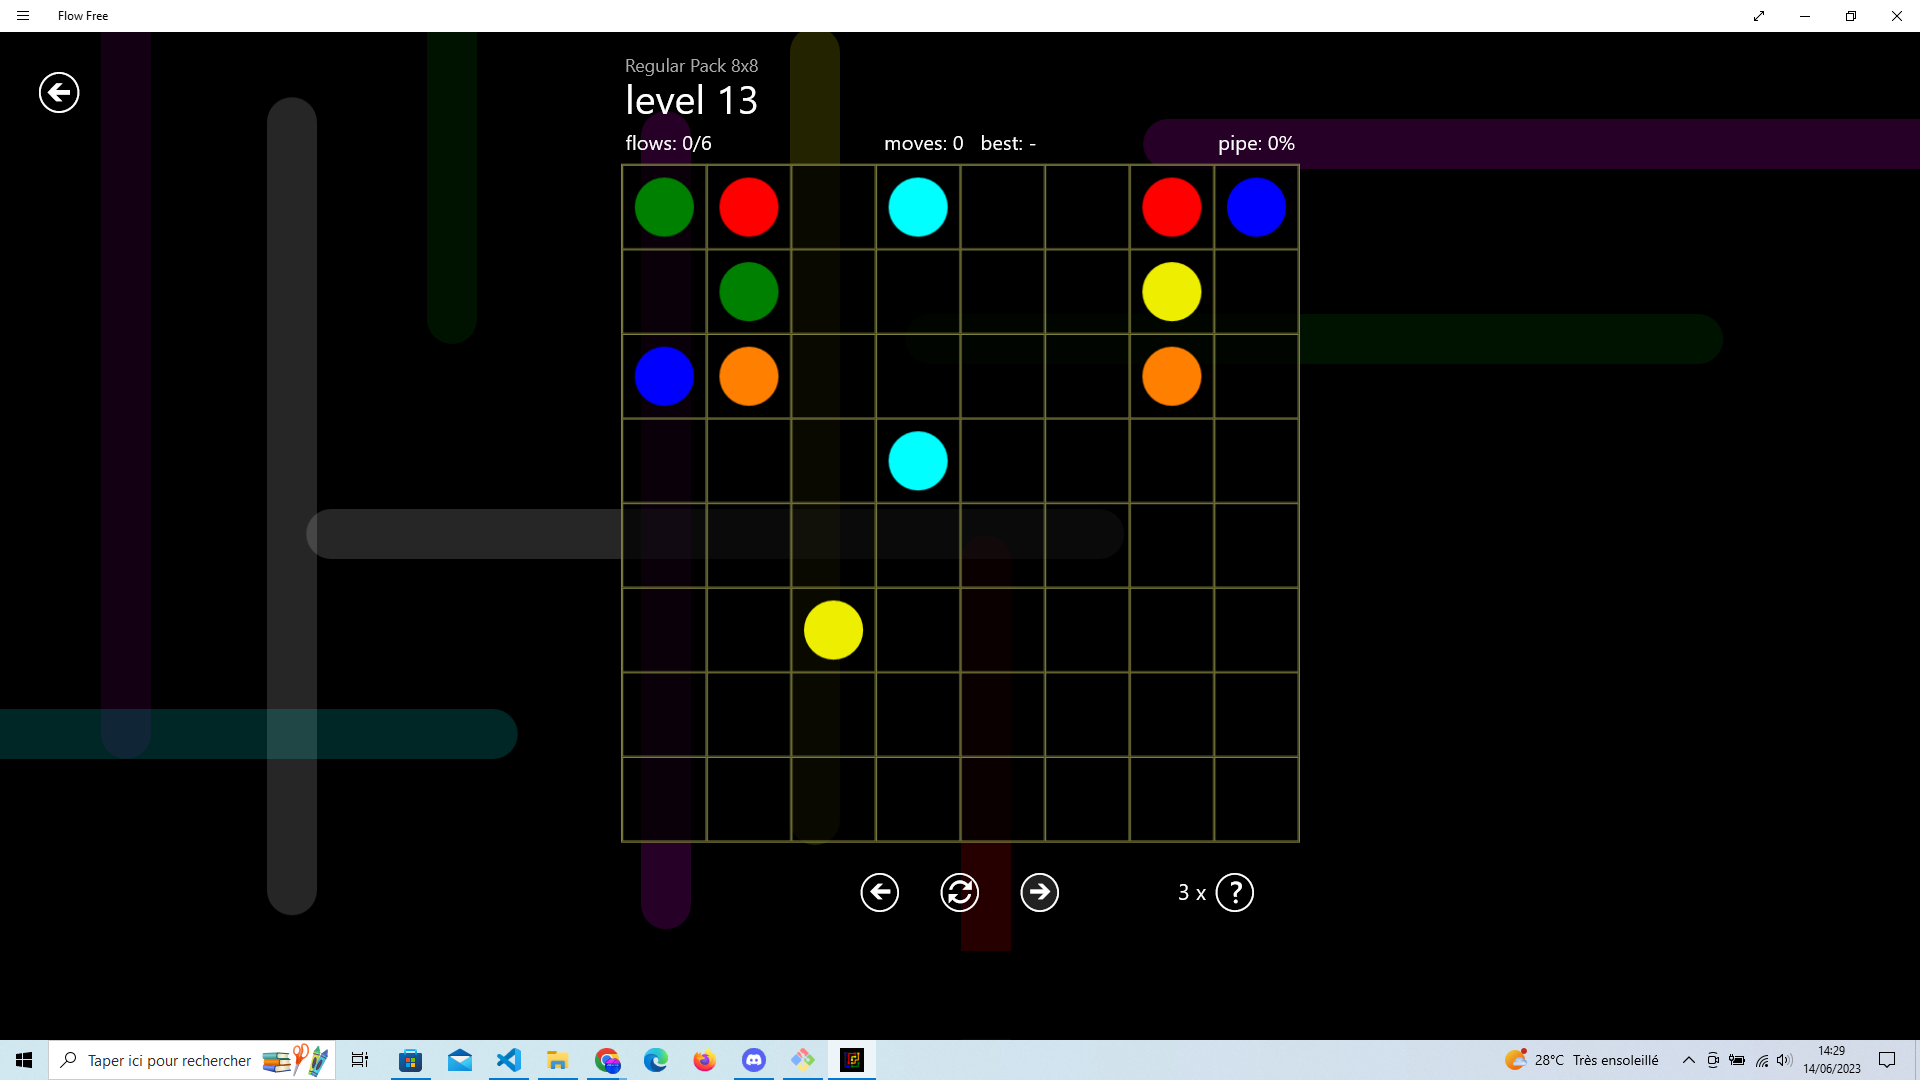 Flow Free
Regular Pack 8x8
level 13
flows: 0/6
moves: 0 best: -
pipe: 0%
3 x ?
Taper ici pour rechercher
28°C Très ensoleillé
14:29
14/06/2023